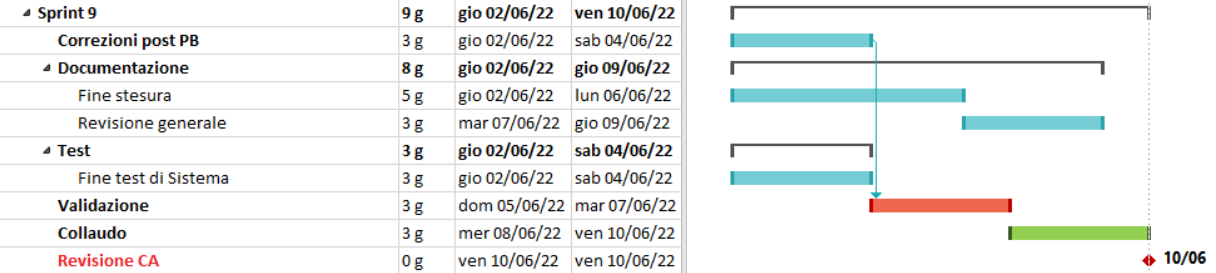 Sprint 9 9 g gio 02/06/22 ven 10/06/22
Correzioni post PB 3 g gio 02/06/22 sab 04/06/22
Documentazione 8 g gio 02/06/22 gio 09/06/22
Fine stesura 5 g gio 02/06/22 lun 06/06/22
Revisione generale 3 g mar 07/06/22 gio 09/06/22
Test 3 g gio 02/06/22 sab 04/06/22
Fine test di Sistema 3 g gio 02/06/22 sab 04/06/22
Validazione 3 g dom 05/06/22 mar 07/06/22
Collaudo 3 g mer 08/06/22 ven 10/06/22
Revisione CA 0 g ven 10/06/22 ven 10/06/22 10/06